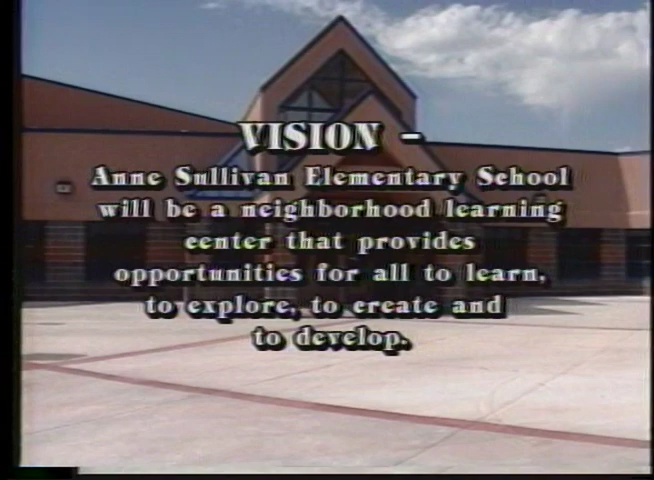 VISION -
Anne Sullivan Elementary School
will be a neighborhood learning
center that provides
opportunities for all to learn,
to explore, to create and
to develop.